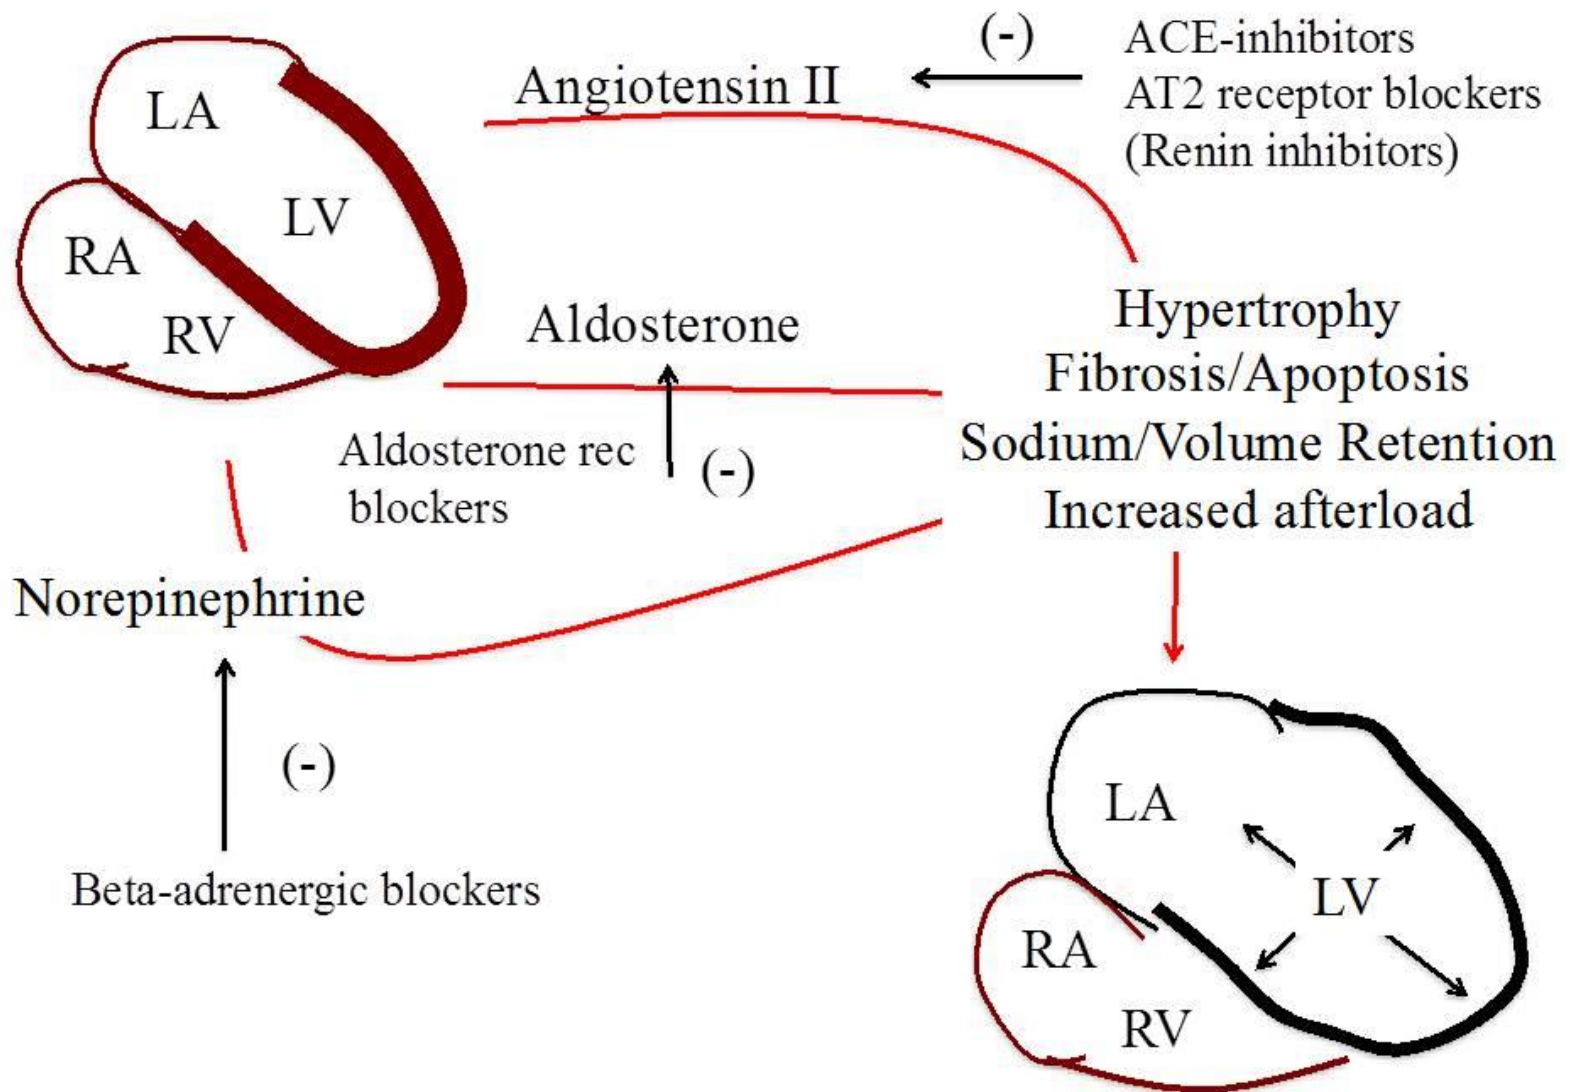 (-)
ACE-inhibitors
Angiotensin II
AT2 receptor blockers
(Renin inhibitors)
LA
LV
RA
RV
Aldosterone
Hypertrophy
Fibrosis/Apoptosis
Sodium/Volume Retention
Increased afterload
Aldosterone rec
blockers
(-)
Norepinephrine
(-)
Beta-adrenergic blockers
LA
LV
RA
RV